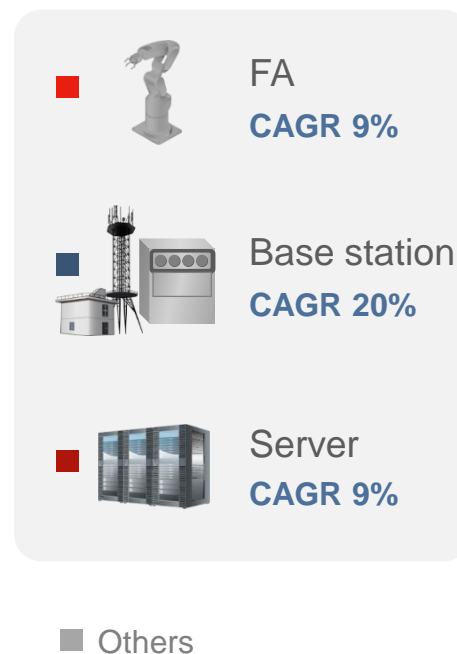 FA
CAGR 9%
Base station
CAGR 20%
Server
CAGR 9%
Others